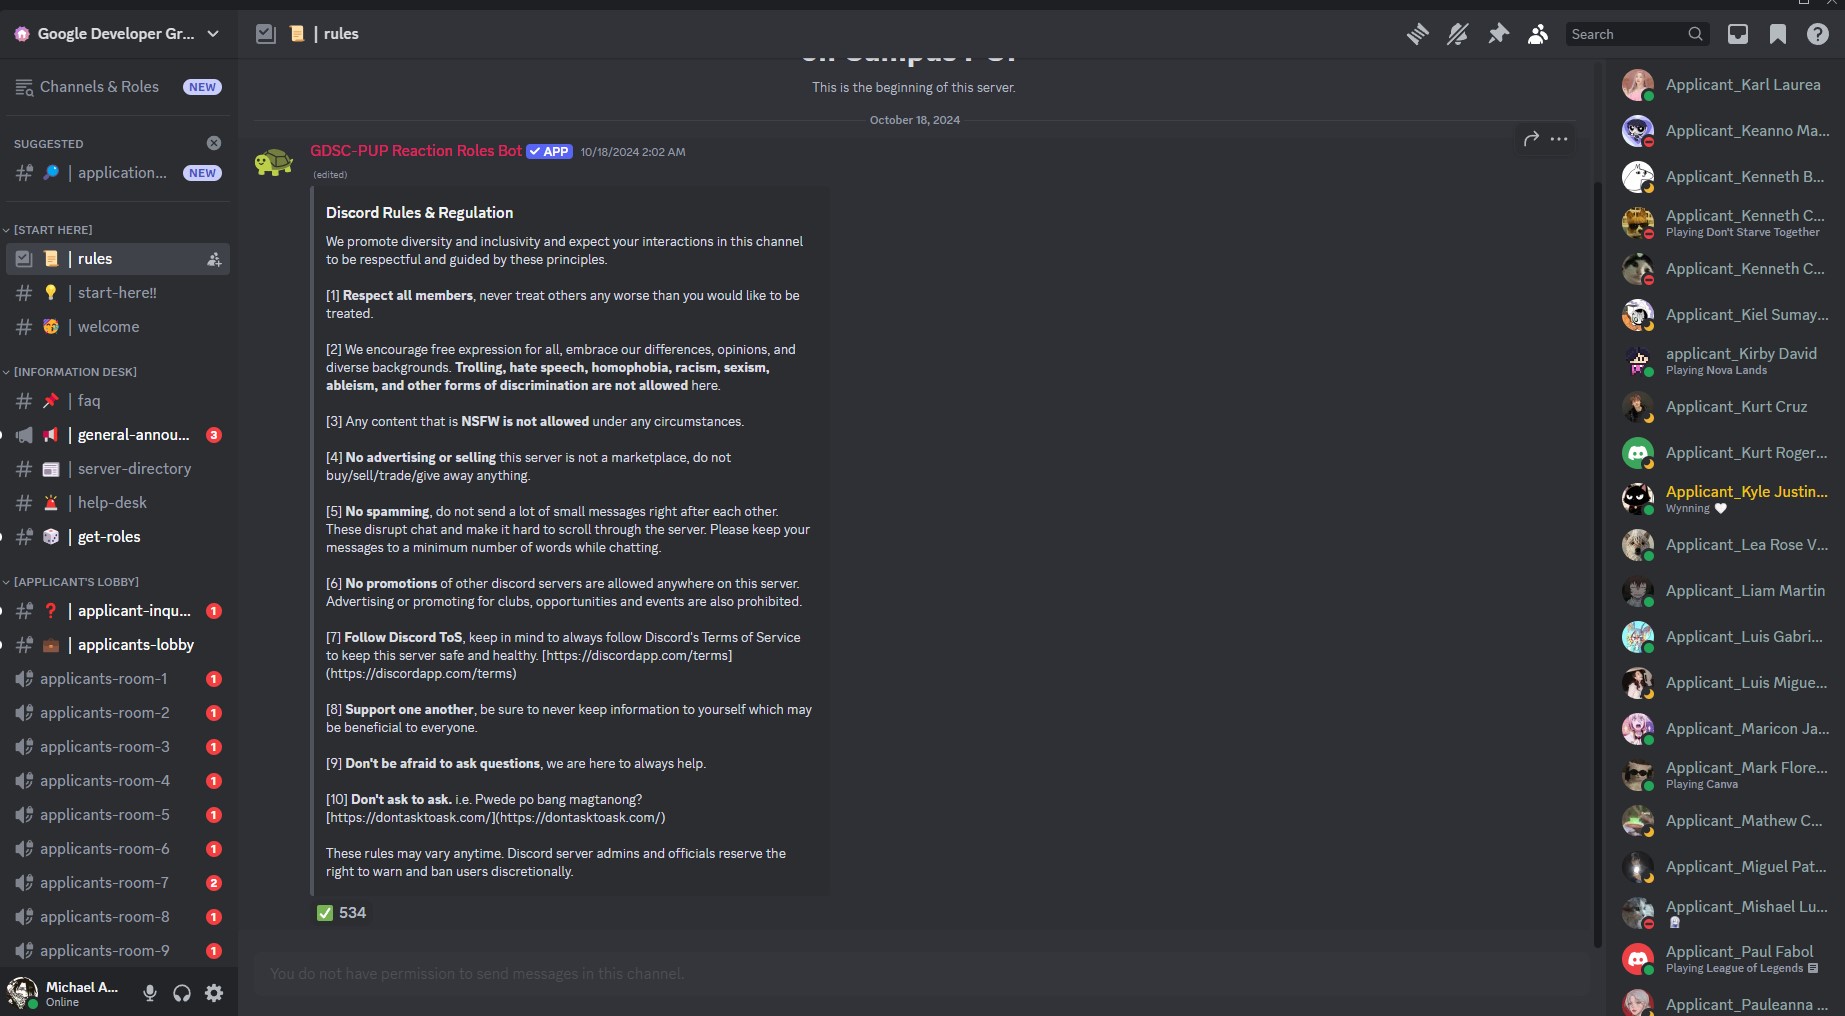 Google Developer Gr...
Channels & Roles NEW
SUGGESTED
| application... NEW
[START HERE]
| rules
| start-here!!
| welcome
[INFORMATION DESK]
| faq
| general-annou... 3
| server-directory
| help-desk
| get-roles
[APPLICANT'S LOBBY]
| applicant-inqu... 1
| applicants-lobby
applicants-room-1 1
applicants-room-2 1
applicants-room-3 1
applicants-room-4 1
applicants-room-5 1
applicants-room-6 1
applicants-room-7 2
applicants-room-8 1
applicants-room-9 1
Michael A...
Online
| rules
Search
This is the beginning of this server.
October 18, 2024
GDSC-PUP Reaction Roles Bot APP 10/18/2024 2:02 AM
(edited)
Discord Rules & Regulation
We promote diversity and inclusivity and expect your interactions in this channel
to be respectful and guided by these principles.
[1] Respect all members, never treat others any worse than you would like to be
treated.
[2] We encourage free expression for all, embrace our differences, opinions, and
diverse backgrounds. Trolling, hate speech, homophobia, racism, sexism,
ableism, and other forms of discrimination are not allowed here.
[3] Any content that is NSFW is not allowed under any circumstances.
[4] No advertising or selling this server is not a marketplace, do not
buy/sell/trade/give away anything.
[5] No spamming, do not send a lot of small messages right after each other.
These disrupt chat and make it hard to scroll through the server. Please keep your
messages to a minimum number of words while chatting.
[6] No promotions of other discord servers are allowed anywhere on this server.
Advertising or promoting for clubs, opportunities and events are also prohibited.
[7] Follow Discord ToS, keep in mind to always follow Discord's Terms of Service
to keep this server safe and healthy. [https://discordapp.com/terms]
(https://discordapp.com/terms)
[8] Support one another, be sure to never keep information to yourself which may
be beneficial to everyone.
[9] Don't be afraid to ask questions, we are here to always help.
[10] Don't ask to ask. i.e. Pwede po bang magtanong?
[https://dontasktoask.com/](https://dontasktoask.com/)
These rules may vary anytime. Discord server admins and officials reserve the
right to warn and ban users discretionally.
534
You do not have permission to send messages in this channel.
Applicant_Karl Laurea
Applicant_Keanno Ma...
Applicant_Kenneth B...
Applicant_Kenneth C...
Playing Don't Starve Together
Applicant_Kenneth C...
Applicant_Kiel Sumay...
applicant_Kirby David
Playing Nova Lands
Applicant_Kurt Cruz
Applicant_Kurt Roger...
Applicant_Kyle Justin...
Wynning
Applicant_Lea Rose V...
Applicant_Liam Martin
Applicant_Luis Gabri...
Applicant_Luis Migue...
Applicant_Maricon Ja...
Applicant_Mark Flore...
Playing Canva
Applicant_Mathew C...
Applicant_Miguel Pat...
Applicant_Mishael Lu...
Applicant_Paul Fabol
Playing League of Legends
Applicant_Pauleanna ...